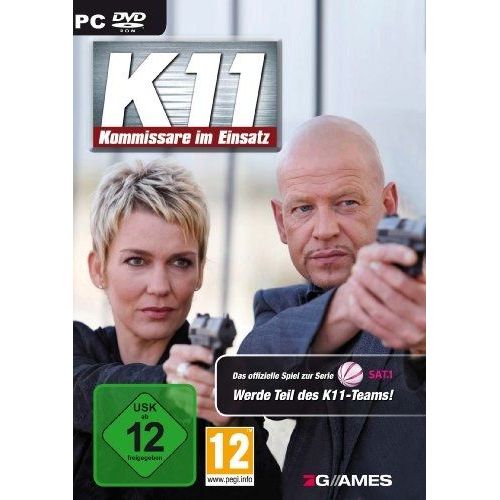 PC DVD
ROM
K11
Kommissare im Einsatz
Das offizielle Spiel zur Serie SAT.1
Werde Teil des K11-Teams!
USK
ab
12
freigegeben
12
www.pegi.info
7G//AMES